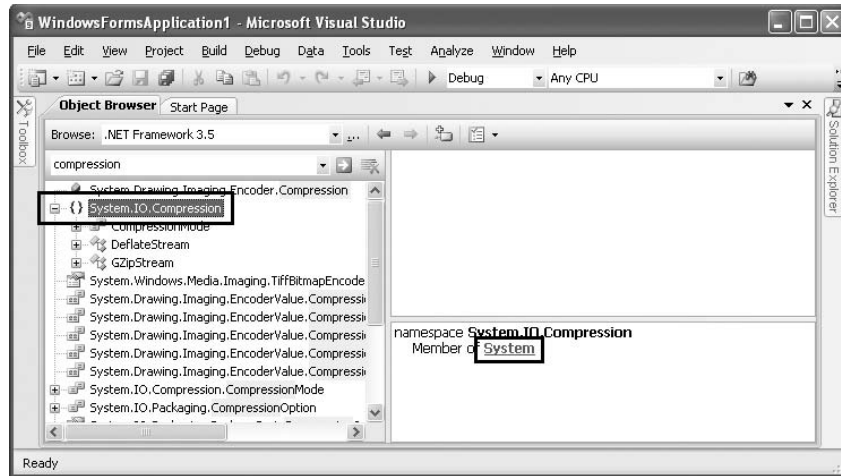 WindowsFormsApplication1 - Microsoft Visual Studio
File Edit View Project Build Debug Data Tools Test Analyze Window Help
Debug Any CPU
Toolbox
Object Browser Start Page
Solution Explorer
Browse: .NET Framework 3.5
compression
System.Drawing.Imaging.Encoder.Compression
System.IO.Compression
CompressionMode
DeflateStream
GZipStream
System.Windows.Media.Imaging.TiffBitmapEncode
System.Drawing.Imaging.EncoderValue.Compressi
System.Drawing.Imaging.EncoderValue.Compressi
System.Drawing.Imaging.EncoderValue.Compressi
System.Drawing.Imaging.EncoderValue.Compressi
System.Drawing.Imaging.EncoderValue.Compressi
System.IO.Compression.CompressionMode
System.IO.Packaging.CompressionOption
namespace System.IO.Compression
Member of System
Ready